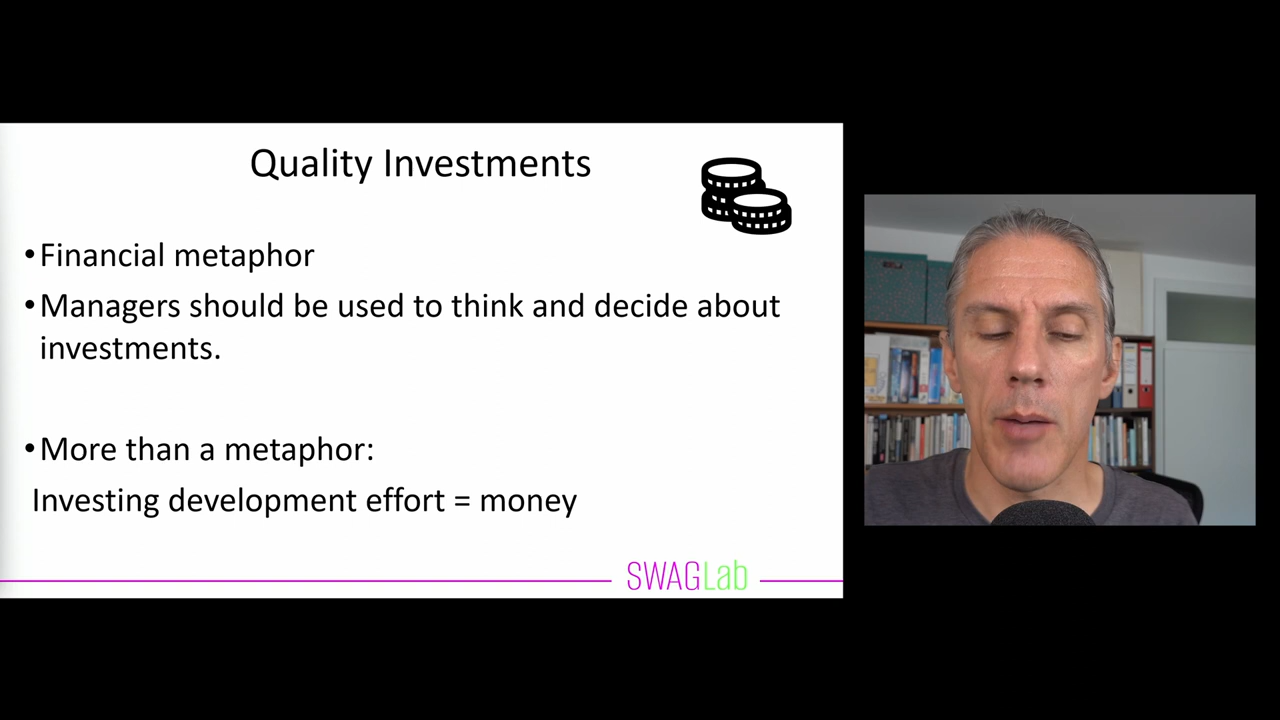 Quality Investments
•Financial metaphor
•Managers should be used to think and decide about
investments.
•More than a metaphor:
Investing development effort = money
SWAGLab